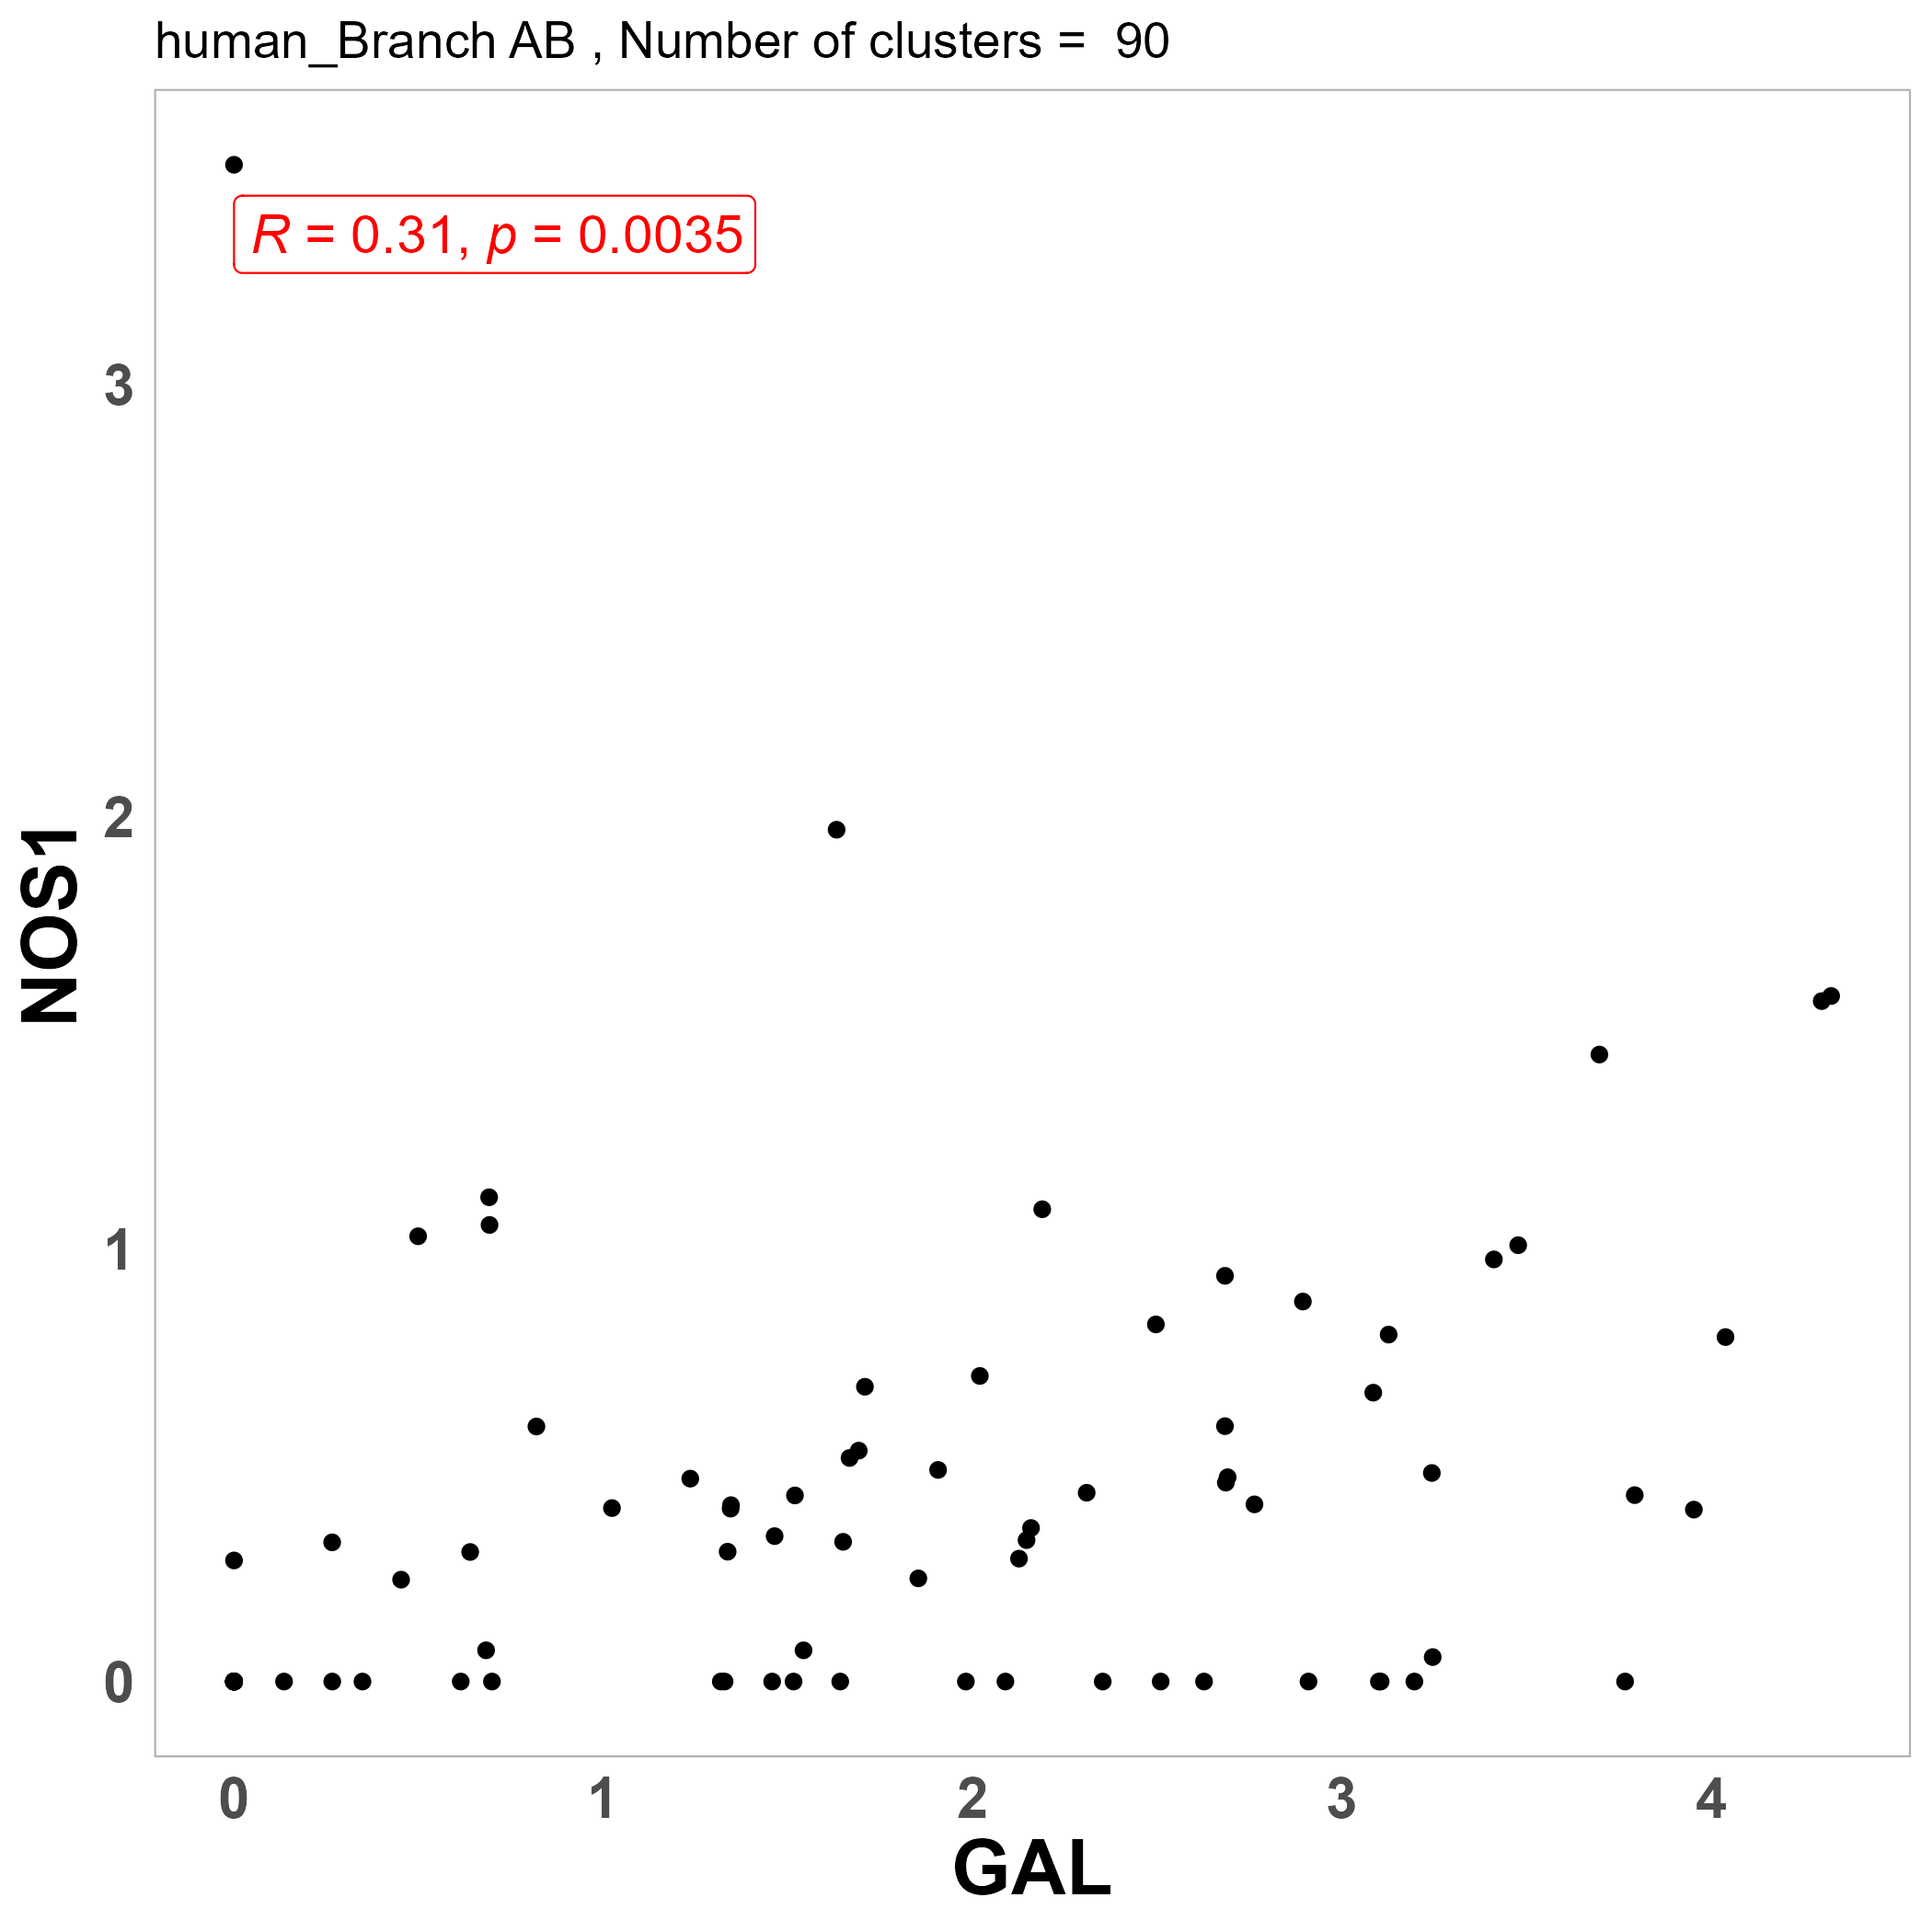 human_Branch AB , Number of clusters =  90
R = 0.31, p = 0.0035
3
2
1
0
NOS1
0 1 2 3 4
GAL